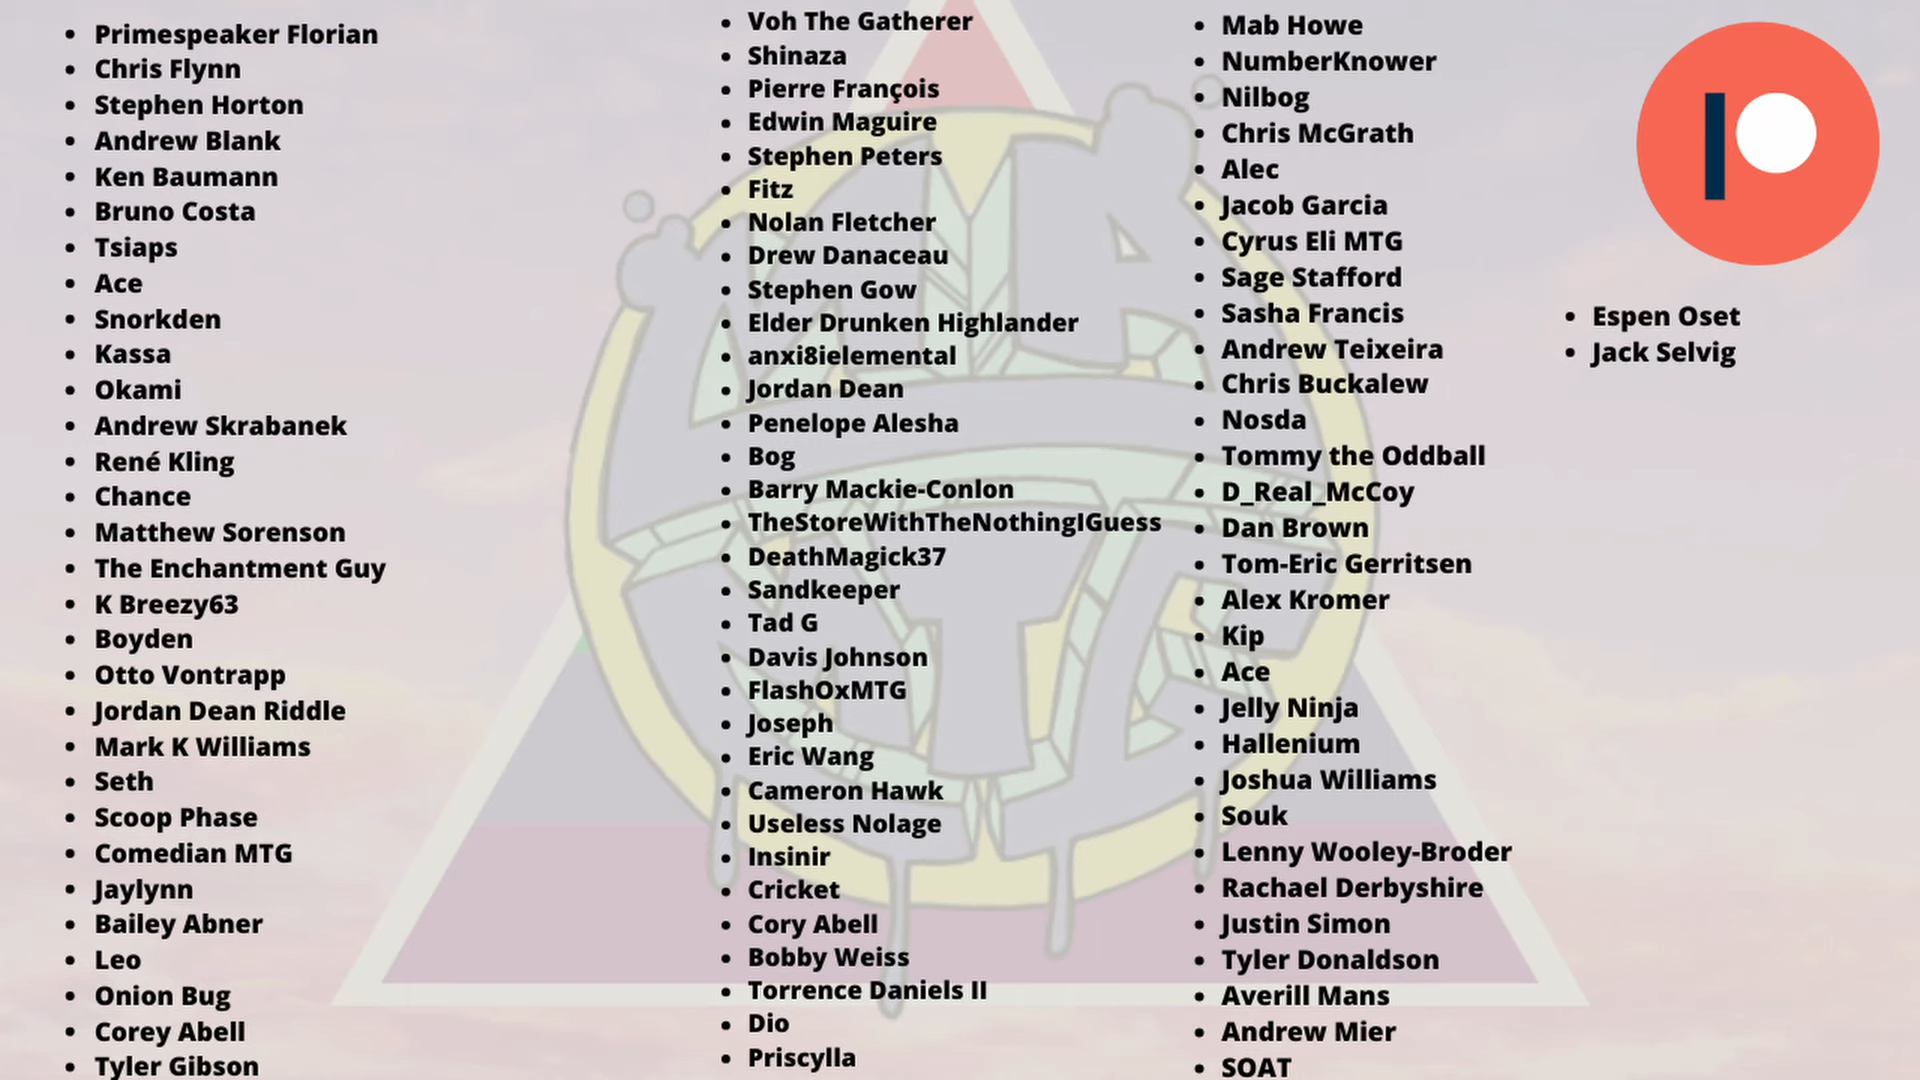 Primespeaker Florian
Chris Flynn
Stephen Horton
Andrew Blank
Ken Baumann
Bruno Costa
Tsiaps
Ace
Snorkden
Kassa
Okami
Andrew Skrabanek
René Kling
Chance
Matthew Sorenson
The Enchantment Guy
K Breezy63
Boyden
Otto Vontrapp
Jordan Dean Riddle
Mark K Williams
Seth
Scoop Phase
Comedian MTG
Jaylynn
Bailey Abner
Leo
Onion Bug
Corey Abell
Tyler Gibson
Voh The Gatherer
Shinaza
Pierre François
Edwin Maguire
Stephen Peters
Fitz
Nolan Fletcher
Drew Danaceau
Stephen Gow
Elder Drunken Highlander
anxi8ielemental
Jordan Dean
Penelope Alesha
Bog
Barry Mackie-Conlon
TheStoreWithTheNothingIGuess
DeathMagick37
Sandkeeper
Tad G
Davis Johnson
FlashOxMTG
Joseph
Eric Wang
Cameron Hawk
Useless Nolage
Insinir
Cricket
Cory Abell
Bobby Weiss
Torrence Daniels II
Dio
Priscylla
Mab Howe
NumberKnower
Nilbog
Chris McGrath
Alec
Jacob Garcia
Cyrus Eli MTG
Sage Stafford
Sasha Francis
Andrew Teixeira
Chris Buckalew
Nosda
Tommy the Oddball
D_Real_McCoy
Dan Brown
Tom-Eric Gerritsen
Alex Kromer
Kip
Ace
Jelly Ninja
Hallenium
Joshua Williams
Souk
Lenny Wooley-Broder
Rachael Derbyshire
Justin Simon
Tyler Donaldson
Averill Mans
Andrew Mier
SOAT
Espen Oset
Jack Selvig